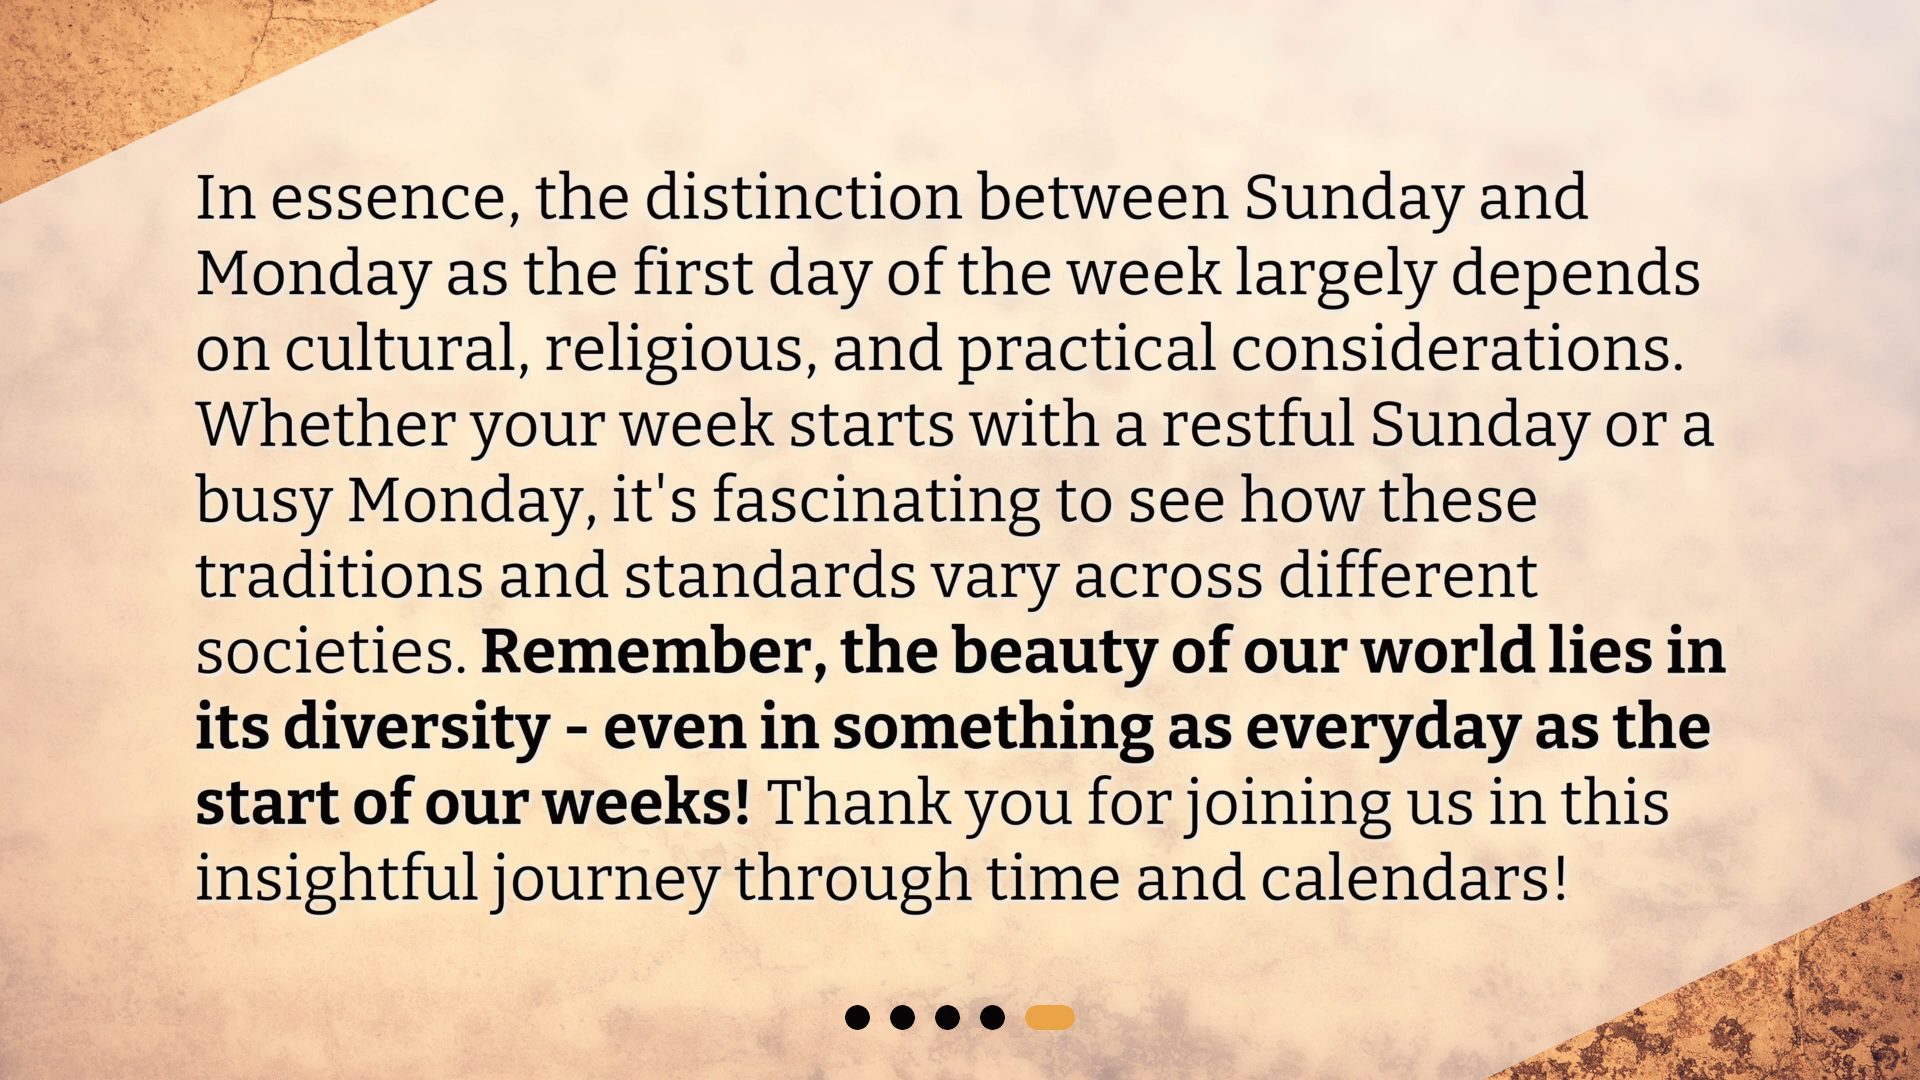 In essence, the distinction between Sunday and
Monday as the first day of the week largely depends
on cultural, religious, and practical considerations.
Whether your week starts with a restful Sunday or a
busy Monday, it's fascinating to see how these
traditions and standards vary across different
societies. Remember, the beauty of our world lies in
its diversity - even in something as everyday as the
start of our weeks! Thank you for joining us in this
insightful journey through time and calendars!